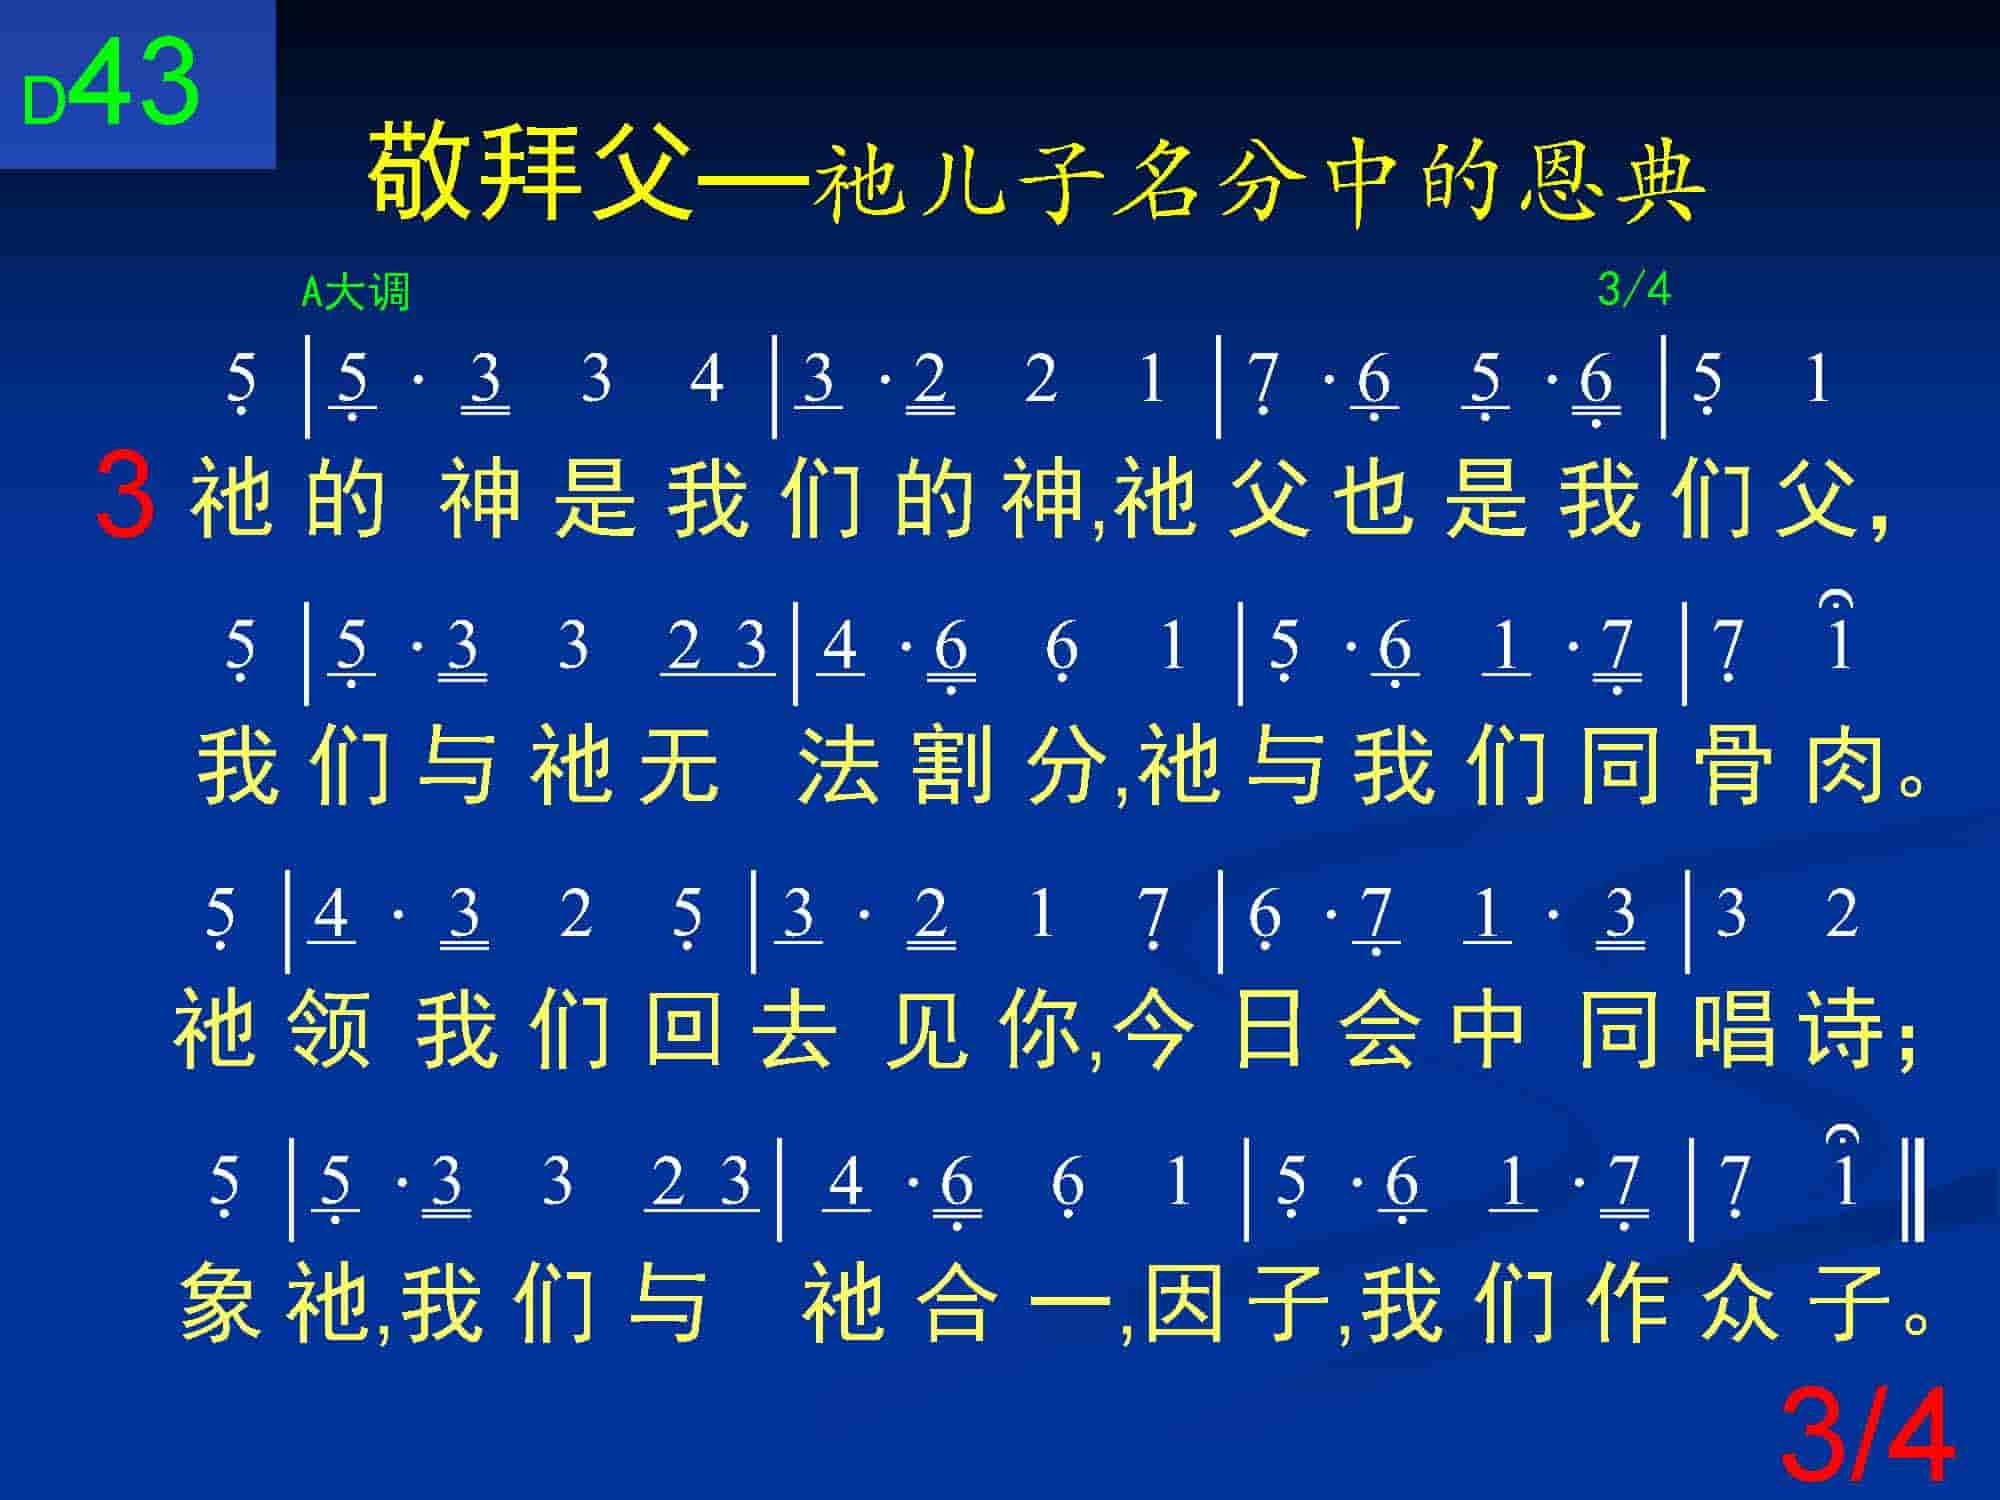 D43
敬拜父—祂儿子名分中的恩典
A大调 3/4
5 | 5 · 3 3 4 | 3 · 2 2 1 | 7 · 6 5 · 6 | 5 1
3 祂的神是我们的神,祂父也是我们父，
5 | 5 · 3 3 2 3 | 4 · 6 6 1 | 5 · 6 1 · 7 | 7 1
我们与祂无法割分,祂与我们同骨肉。
5 | 4 · 3 2 5 | 3 · 2 1 7 | 6 · 7 1 · 3 | 3 2
祂领我们回去见你,今日会中同唱诗；
5 | 5 · 3 3 2 3 | 4 · 6 6 1 | 5 · 6 1 · 7 | 7 1 ‖
象祂,我们与祂合一,因子,我们作众子。
3/4